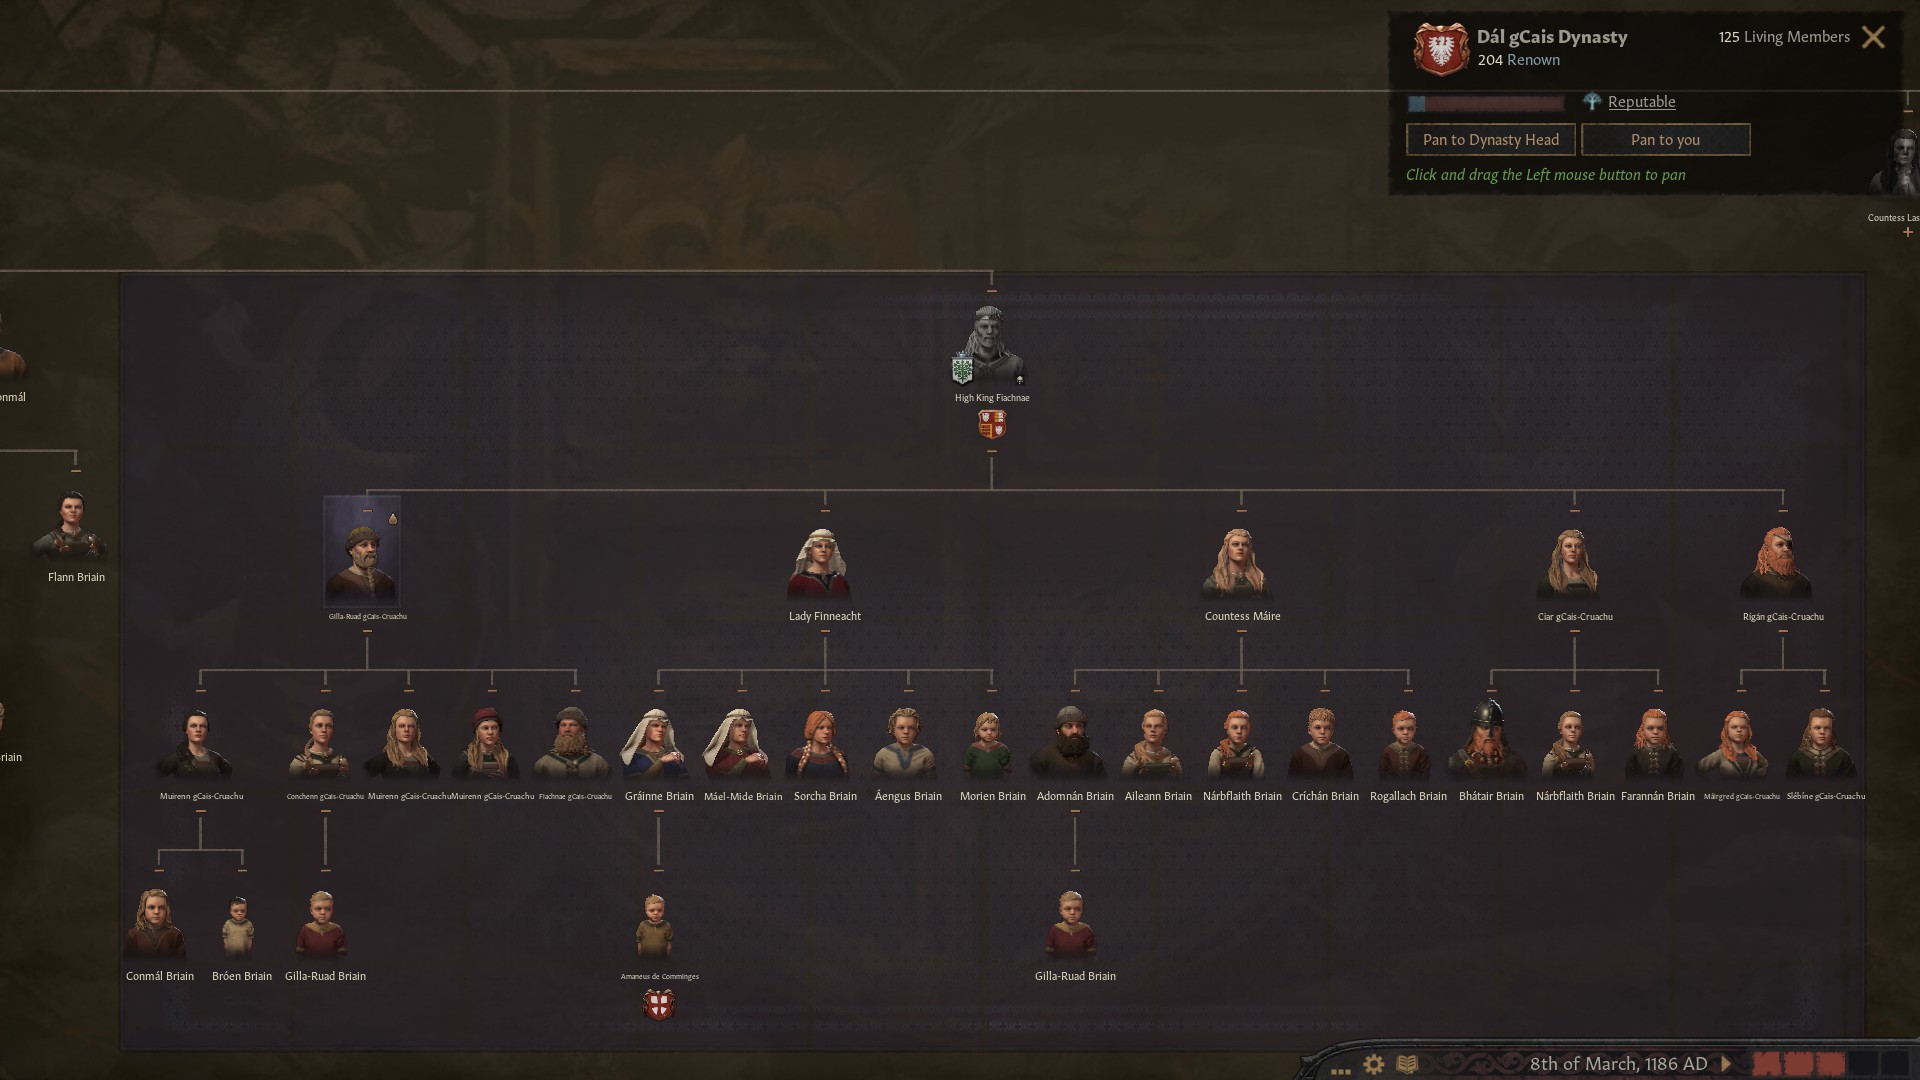 Dál gCais Dynasty
125 Living Members
204 Renown
Reputable
Pan to Dynasty Head
Pan to you
Click and drag the Left mouse button to pan
Countess Las
High King Fiachnae
onmál
Flann Briain
Gilla-Ruad gCais-Cruachu
Lady Finneacht
Countess Máire
Ciar gCais-Cruachu
Rígán gCais-Cruachu
riain
Muirenn gCais-Cruachu
Conchenn gCais-Cruachu
Muirenn gCais-Cruachu
Muirenn gCais-Cruachu
Fiachnae gCais-Cruachu
Gráinne Briain
Máel-Mide Briain
Sorcha Briain
Áengus Briain
Morien Briain
Adomnán Briain
Aileann Briain
Nárbflaith Briain
Críchán Briain
Rogallach Briain
Bhátair Briain
Nárbflaith Briain
Farannán Briain
Máirgred gCais-Cruachu
Slébíne gCais-Cruachu
Conmál Briain
Bróen Briain
Gilla-Ruad Briain
Amaneus de Comminges
Gilla-Ruad Briain
8th of March, 1186 AD